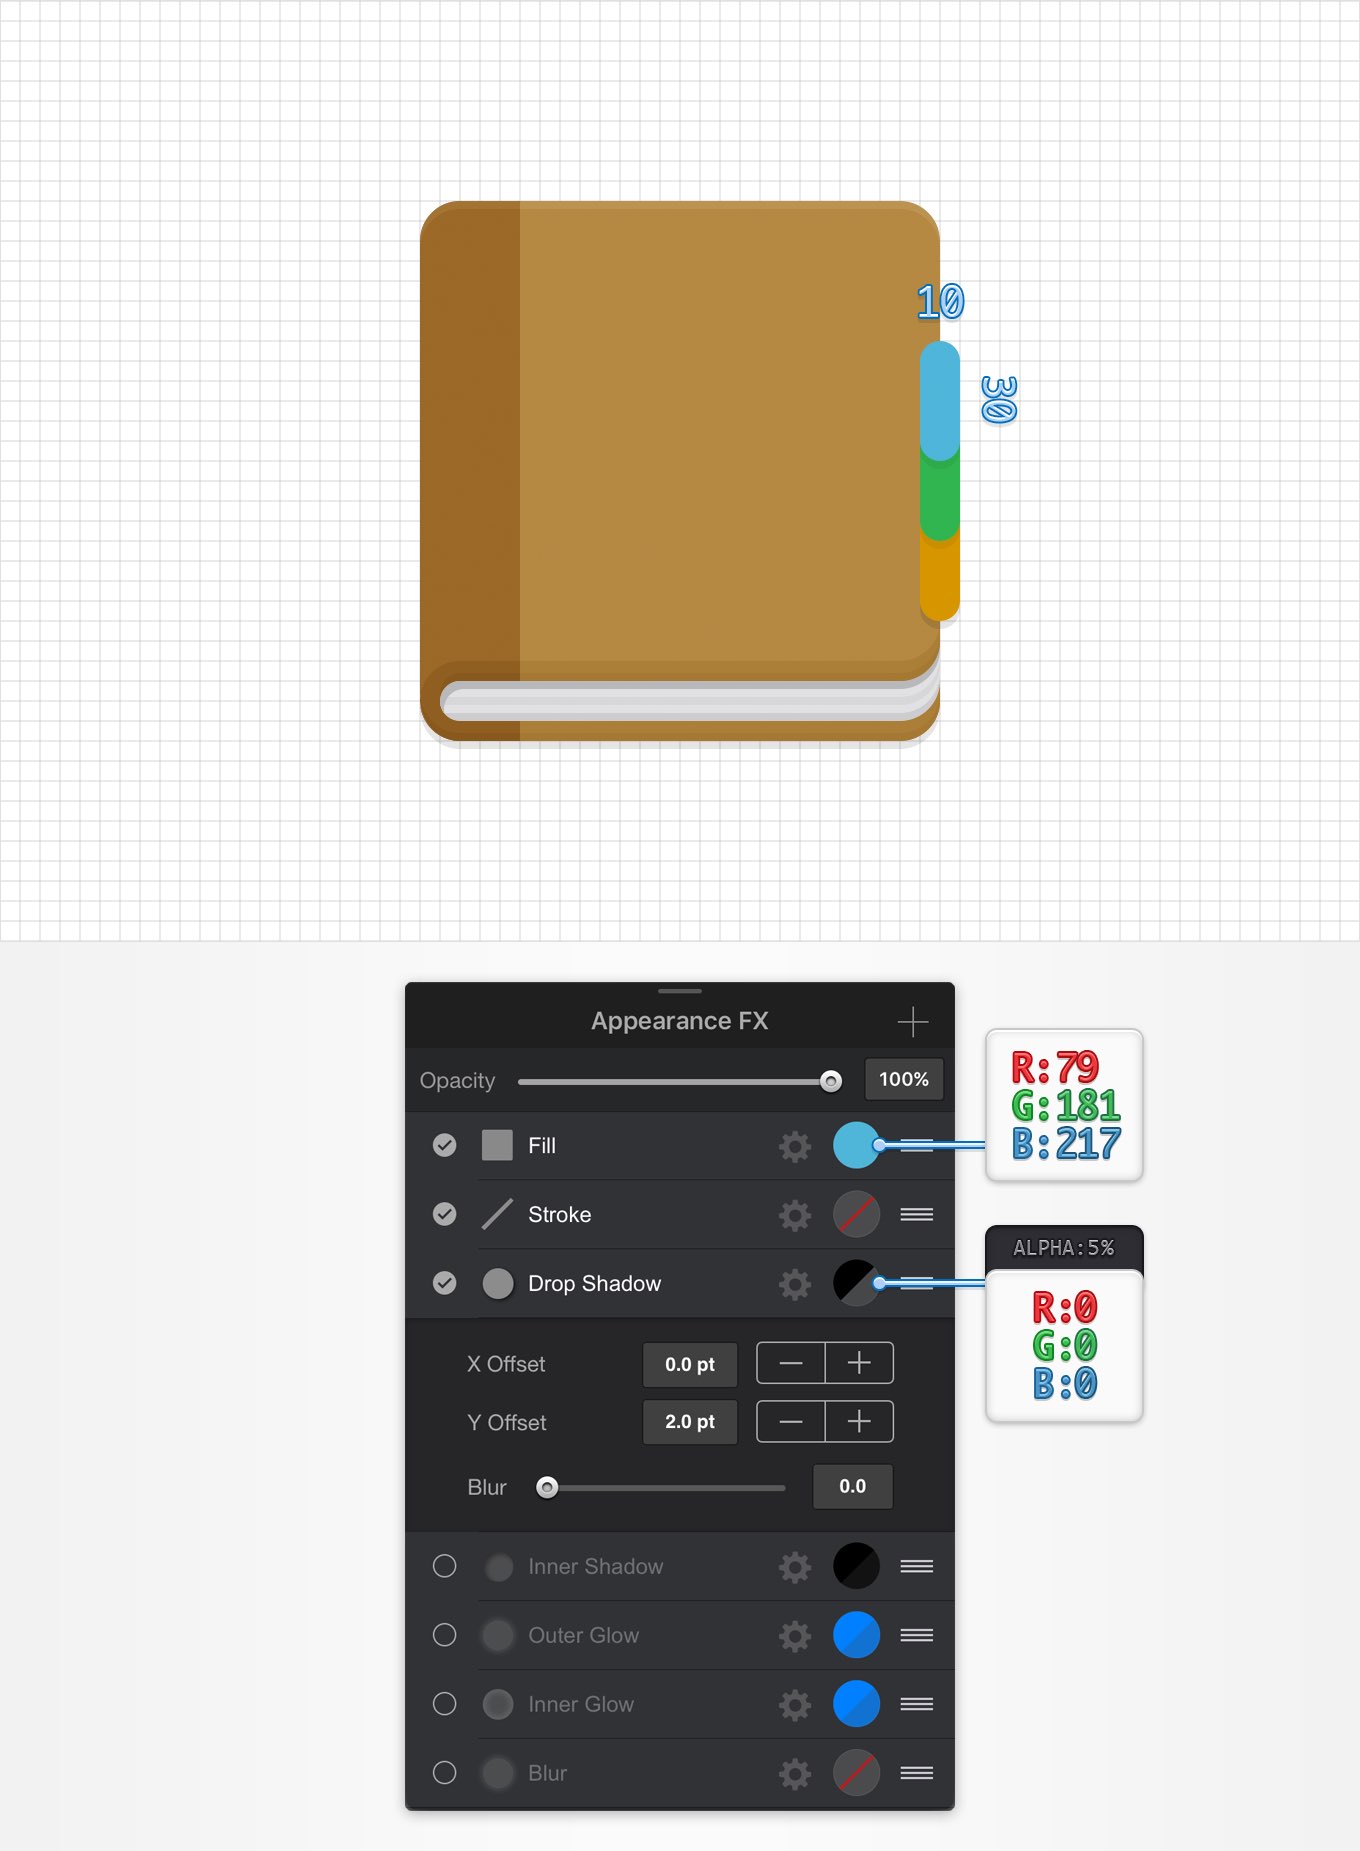 10
30
Appearance FX
Opacity
100%
Fill
R:79
G:181
B:217
Stroke
ALPHA:5%
Drop Shadow
R:0
G:0
B:0
X Offset
0.0 pt
Y Offset
2.0 pt
Blur
0.0
Inner Shadow
Outer Glow
Inner Glow
Blur